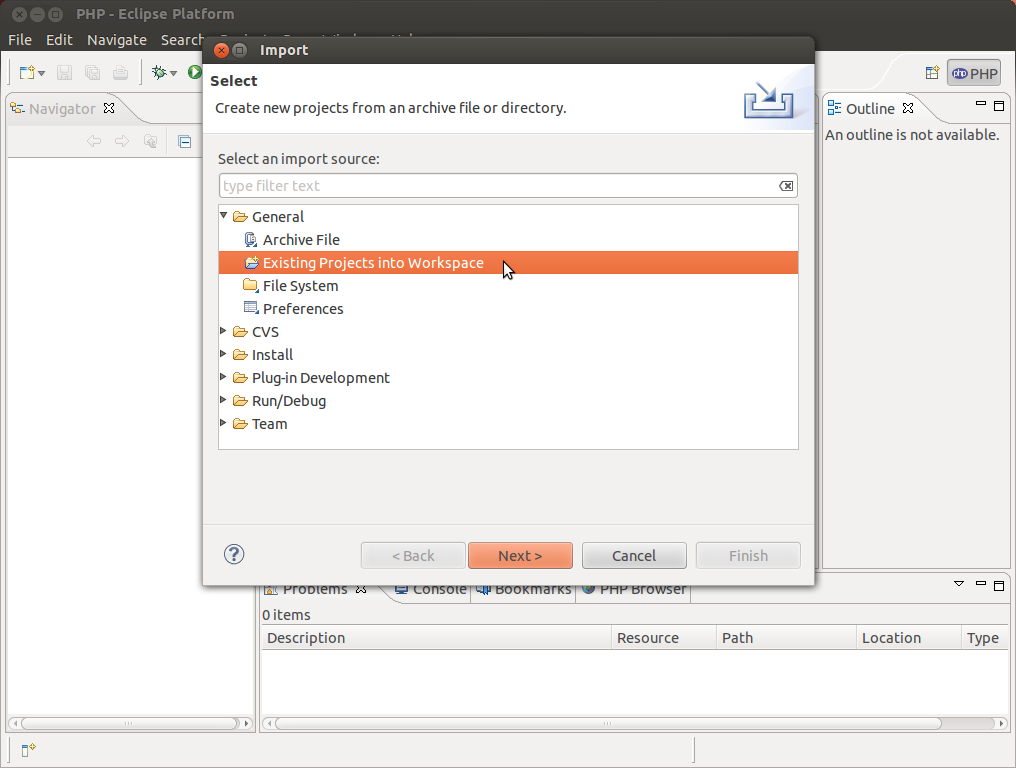 PHP - Eclipse Platform
File Edit Navigate Search
Import
Select
Create new projects from an archive file or directory.
PHP
Navigator
Outline
An outline is not available.
Select an import source:
type filter text
General
Archive File
Existing Projects into Workspace
File System
Preferences
CVS
Install
Plug-in Development
Run/Debug
Team
?
< Back
Next >
Cancel
Finish
Problems
Console
Bookmarks
PHP Browser
0 items
Description Resource Path Location Type